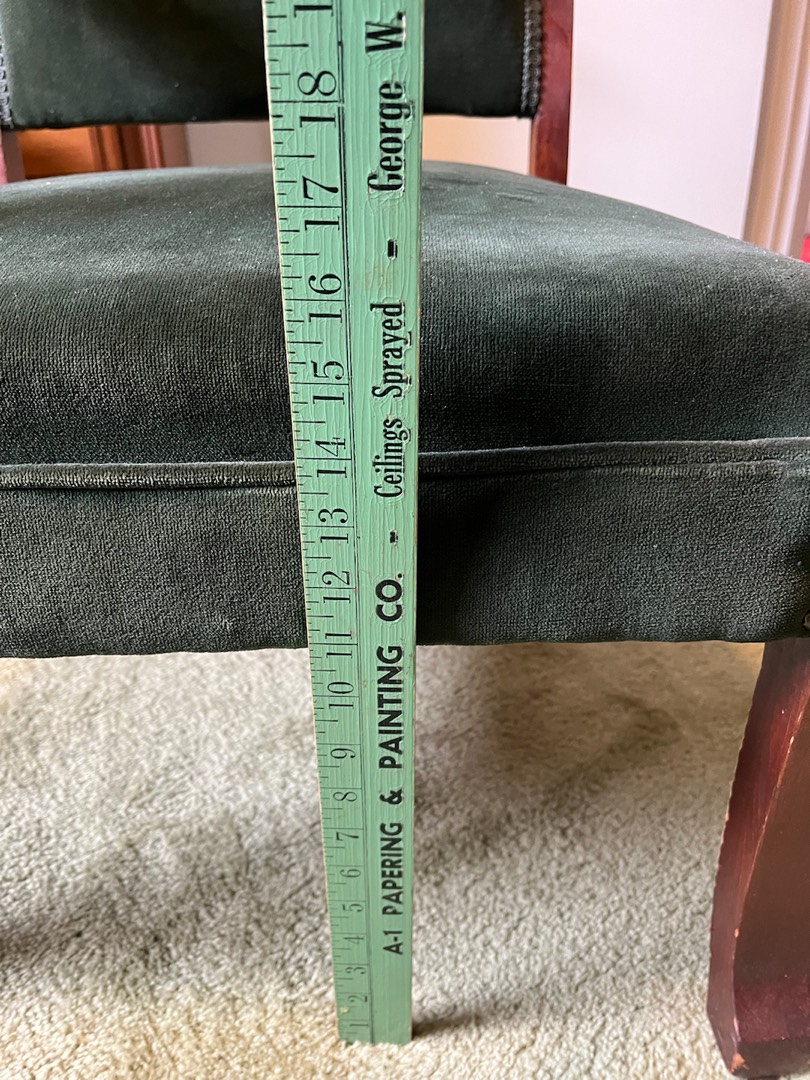 A-1 PAPERING & PAINTING CO. - Ceilings Sprayed - George W.
1 2 3 4 5 6 7 8 9 10 11 12 13 14 15 16 17 18